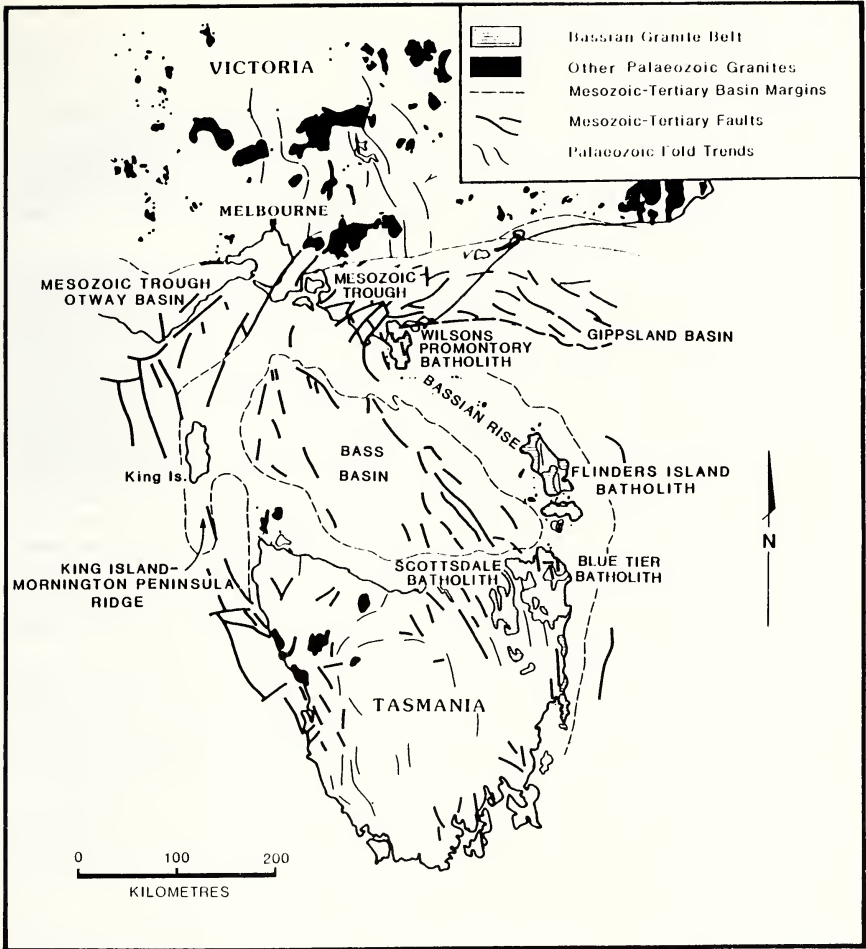 VICTORIA
Bassian Granite Belt
Other Palaeozoic Granites
Mesozoic-Tertiary Basin Margins
Mesozoic-Tertiary Faults
Palaeozoic Fold Trends
MELBOURNE
MESOZOIC TROUGH
OTWAY BASIN
MESOZOIC
TROUGH
WILSONS
PROMONTORY
BATHOLITH
GIPPSLAND BASIN
BASSIAN RISE
BASS
BASIN
King Is.
FLINDERS ISLAND
BATHOLITH
KING ISLAND-
MORNINGTON PENINSULA
RIDGE
SCOTTSDALE
BATHOLITH
BLUE TIER
BATHOLITH
N
TASMANIA
0 100 200
KILOMETRES